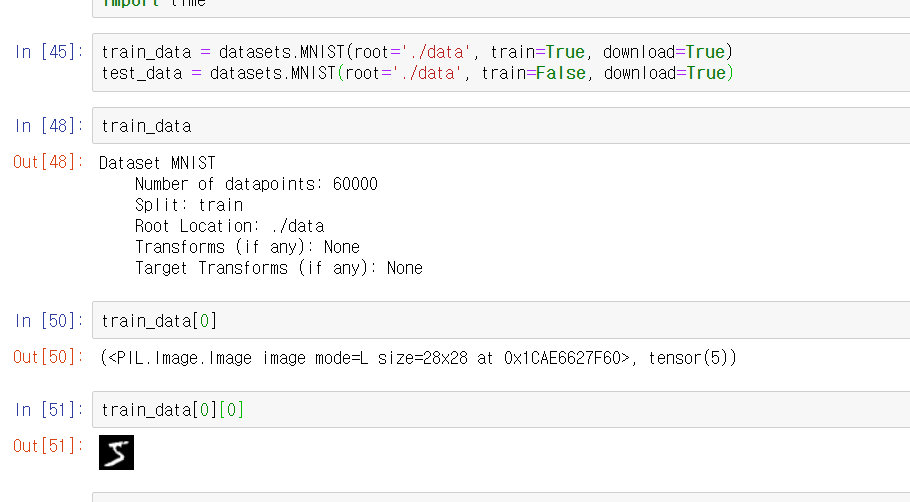 import time
In [45]: train_data = datasets.MNIST(root='./data', train=True, download=True)
test_data = datasets.MNIST(root='./data', train=False, download=True)
In [48]: train_data
Out[48]: Dataset MNIST
Number of datapoints: 60000
Split: train
Root Location: ./data
Transforms (if any): None
Target Transforms (if any): None
In [50]: train_data[0]
Out[50]: (<PIL.Image.Image image mode=L size=28x28 at 0x1CAE6627F60>, tensor(5))
In [51]: train_data[0][0]
Out[51]: 5